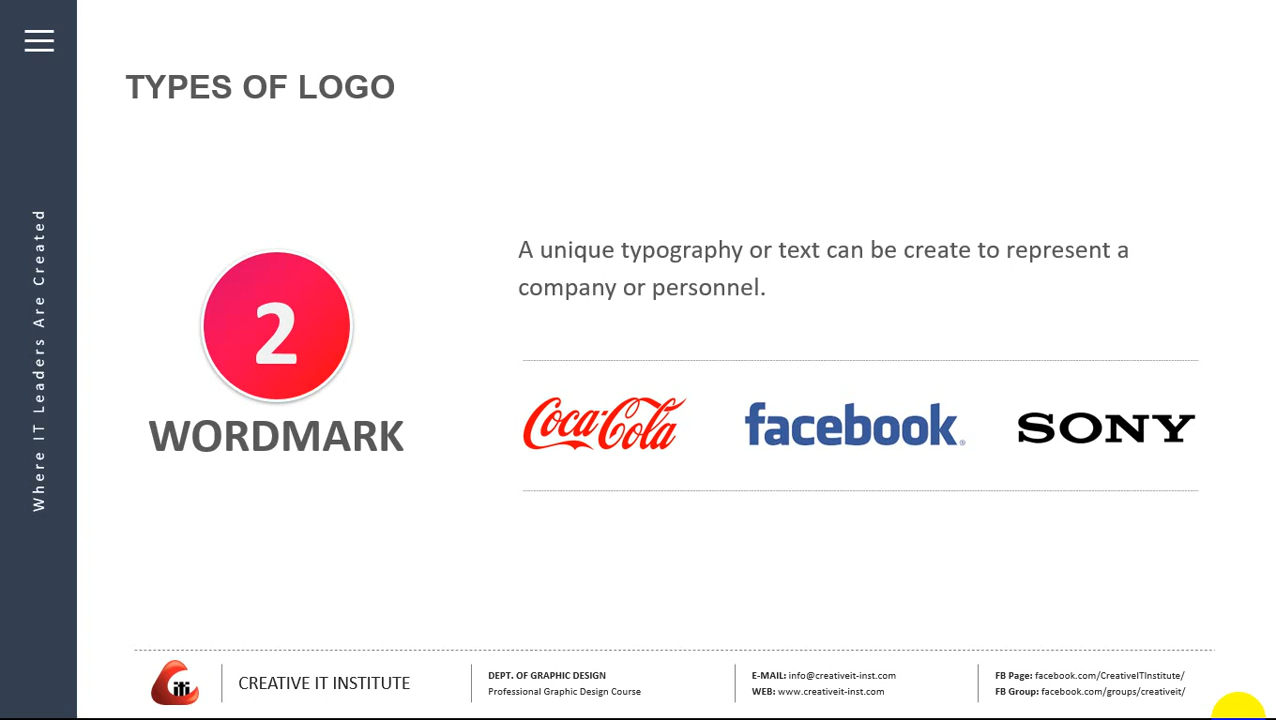 TYPES OF LOGO
Where IT Leaders Are Created
2
WORDMARK
A unique typography or text can be create to represent a
company or personnel.
Coca-Cola
facebook®
SONY
iti
CREATIVE IT INSTITUTE
DEPT. OF GRAPHIC DESIGN
Professional Graphic Design Course
E-MAIL: info@creativeit-inst.com
WEB: www.creativeit-inst.com
FB Page: facebook.com/CreativeITInstitute/
FB Group: facebook.com/groups/creativeit/